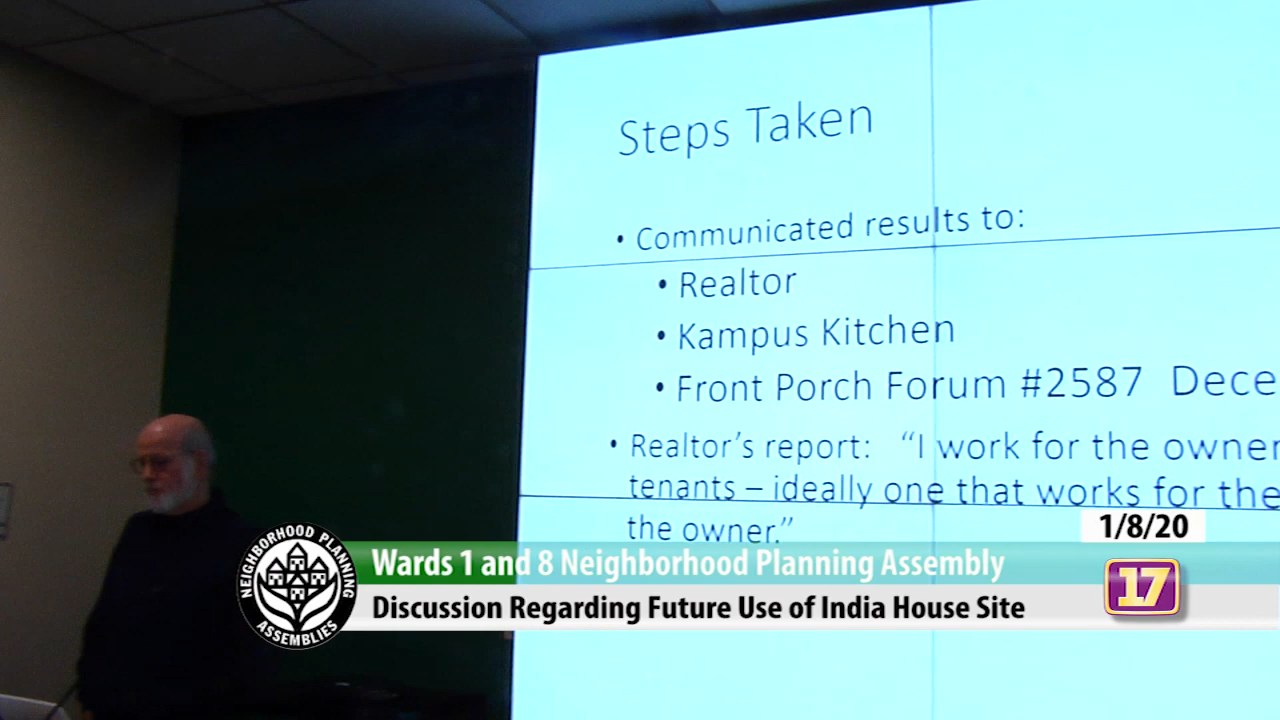 Steps Taken
• Communicated results to:
• Realtor
• Kampus Kitchen
• Front Porch Forum #2587 Dece
• Realtor’s report: “I work for the owner
tenants – ideally one that works for the
the owner.”
1/8/20
NEIGHBORHOOD PLANNING
ASSEMBLIES
Wards 1 and 8 Neighborhood Planning Assembly
17
Discussion Regarding Future Use of India House Site